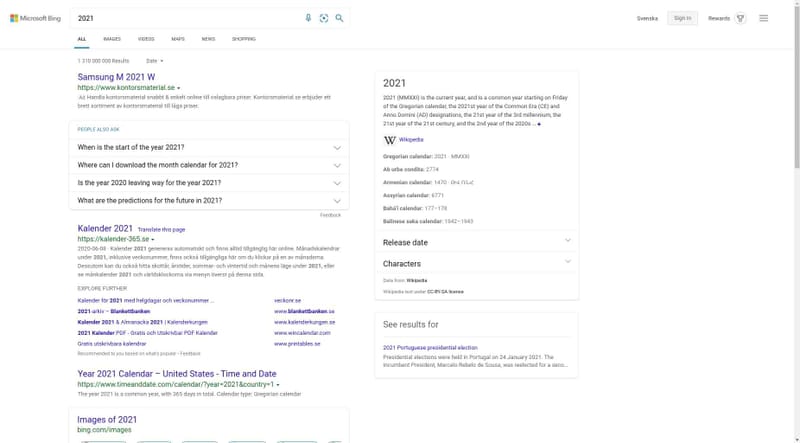 Microsoft Bing
2021
Svenska
Sign in
Rewards
ALL
IMAGES
VIDEOS
MAPS
NEWS
SHOPPING
1 310 000 000 Results
Date
Samsung M 2021 W
https://www.kontorsmaterial.se
Ad Handla kontorsmaterial snabbt & enkelt online till oslagbara priser. Kontorsmaterial.se erbjuder ett
brett sortiment av kontorsmaterial till låga priser.
PEOPLE ALSO ASK
When is the start of the year 2021?
Where can I download the month calendar for 2021?
Is the year 2020 leaving way for the year 2021?
What are the predictions for the future in 2021?
Feedback
Kalender 2021 Translate this page
https://kalender-365.se
2020-06-08 · Kalender 2021 genereras automatiskt och finns alltid tillgänglig här online. Månadskalendrar
under 2021, inklusive veckonummer, finns också tillgängliga här om du klickar på en av månaderna.
Dessutom kan du också hitta skottår, årstider, sommar- och vintertid och månens läge under 2021, eller
se månkalender 2021 och världsklockorna via menyn överst på denna sida.
EXPLORE FURTHER
Kalender för 2021 med helgdagar och veckonummer ... veckonr.se
2021-arkiv – Blankettbanken www.blankettbanken.se
Kalender 2021 & Almanacka 2021 | Kalenderkungen www.kalenderkungen.se
2021 Kalender PDF - Gratis och Utskrivbar PDF Kalender www.wincalendar.com
Gratis utskrivbara kalendrar www.printables.se
Recommended to you based on what's popular • Feedback
Year 2021 Calendar – United States - Time and Date
https://www.timeanddate.com/calendar/?year=2021&country=1
The year 2021 is a common year, with 365 days in total. Calendar type: Gregorian calendar
Images of 2021
bing.com/images
2021
2021 (MMXXI) is the current year, and is a common year starting on Friday
of the Gregorian calendar, the 2021st year of the Common Era (CE) and
Anno Domini (AD) designations, the 21st year of the 3rd millennium, the
21st year of the 21st century, and the 2nd year of the 2020s ...
W Wikipedia
Gregorian calendar: 2021 · MMXXI
Ab urbe condita: 2774
Armenian calendar: 1470 ·
Assyrian calendar: 6771
Bahá'í calendar: 177–178
Balinese saka calendar: 1942–1943
Release date
Characters
Data from: Wikipedia
Wikipedia text under CC-BY-SA license
See results for
2021 Portuguese presidential election
Presidential elections were held in Portugal on 24 January 2021. The
incumbent President, Marcelo Rebelo de Sousa, was reelected for a seco...